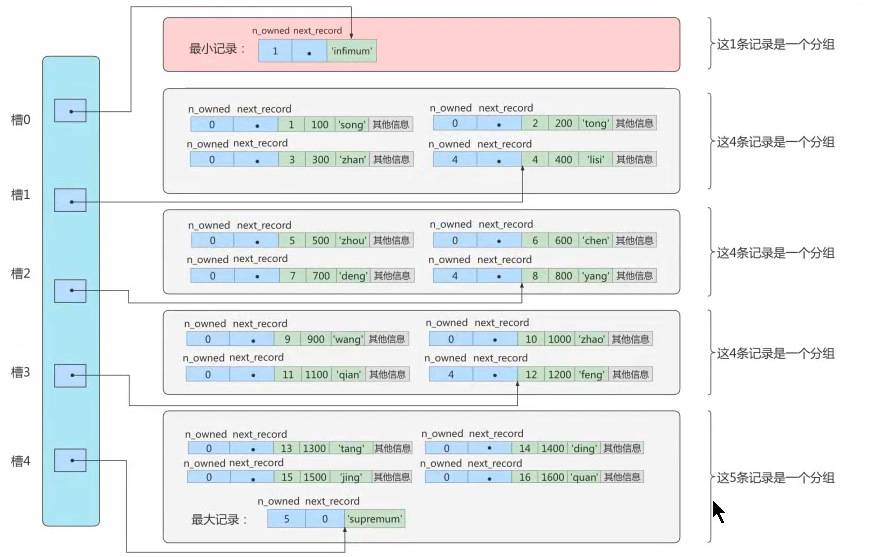 n_owned next_record
最小记录： 1 'infimum'
这1条记录是一个分组
槽0
n_owned next_record n_owned next_record
0 1 100 'song' 其他信息 0 2 200 'tong' 其他信息
这4条记录是一个分组
n_owned next_record n_owned next_record
0 3 300 'zhan' 其他信息 4 4 400 'lisi' 其他信息
槽1
n_owned next_record n_owned next_record
0 5 500 'zhou' 其他信息 0 6 600 'chen' 其他信息
这4条记录是一个分组
n_owned next_record n_owned next_record
0 7 700 'deng' 其他信息 4 8 800 'yang' 其他信息
槽2
n_owned next_record n_owned next_record
0 9 900 'wang' 其他信息 0 10 1000 'zhao' 其他信息
这4条记录是一个分组
n_owned next_record n_owned next_record
0 11 1100 'qian' 其他信息 4 12 1200 'feng' 其他信息
槽3
n_owned next_record n_owned next_record
0 13 1300 'tang' 其他信息 0 14 1400 'ding' 其他信息
n_owned next_record n_owned next_record
0 15 1500 'jing' 其他信息 0 16 1600 'quan' 其他信息
槽4
这5条记录是一个分组
n_owned next_record
最大记录： 5 0 'supremum'